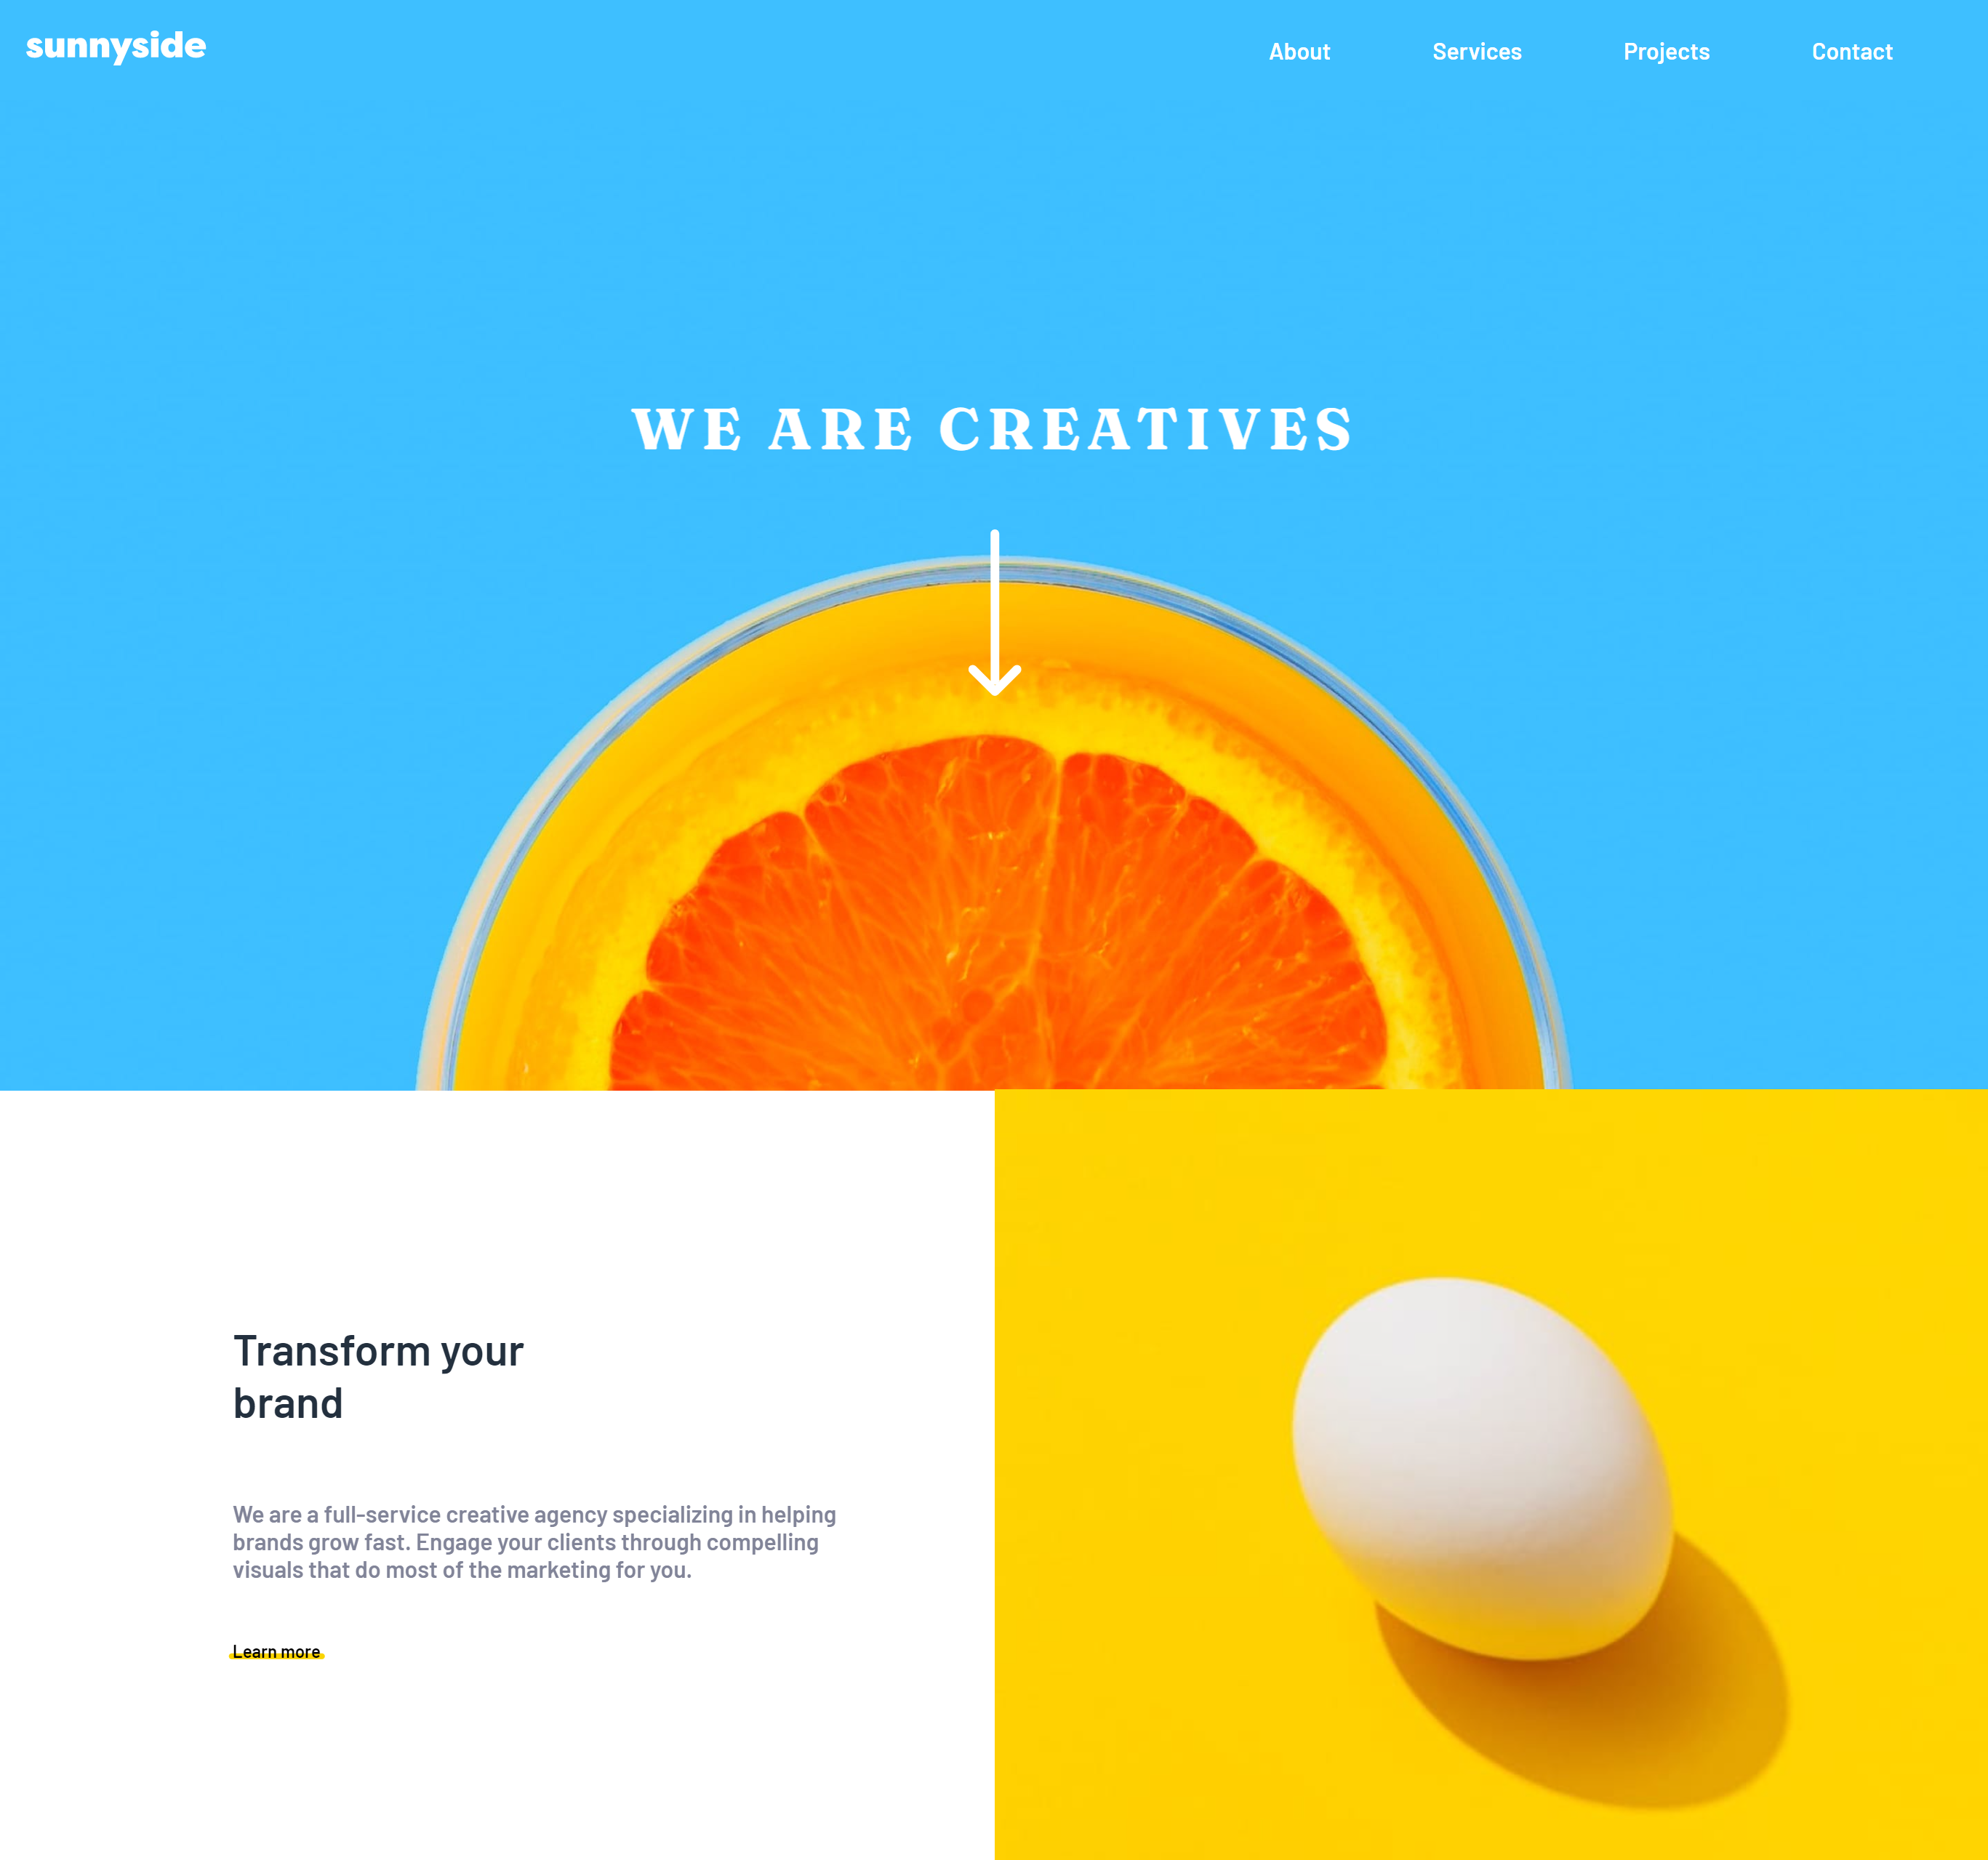 sunnyside
About Services Projects Contact
WE ARE CREATIVES
Transform your
brand
We are a full-service creative agency specializing in helping
brands grow fast. Engage your clients through compelling
visuals that do most of the marketing for you.
Learn more